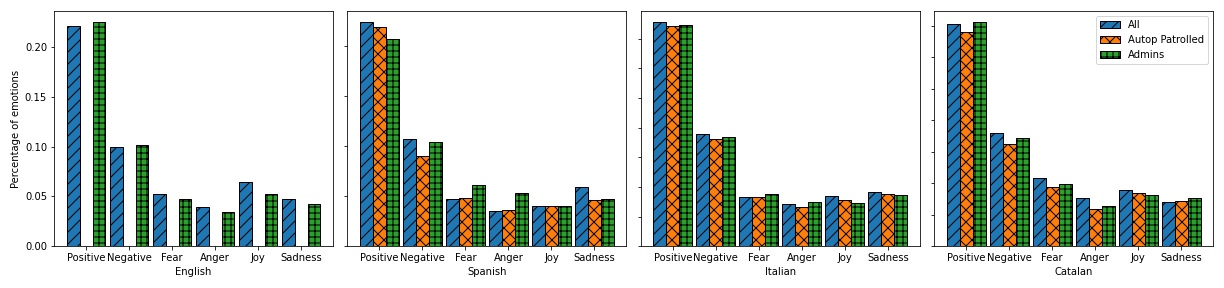 Percentage of emotions
0.20
0.15
0.10
0.05
0.00
Positive Negative Fear Anger Joy Sadness
English
Positive Negative Fear Anger Joy Sadness
Spanish
Positive Negative Fear Anger Joy Sadness
Italian
Positive Negative Fear Anger Joy Sadness
Catalan
All
Autop Patrolled
Admins